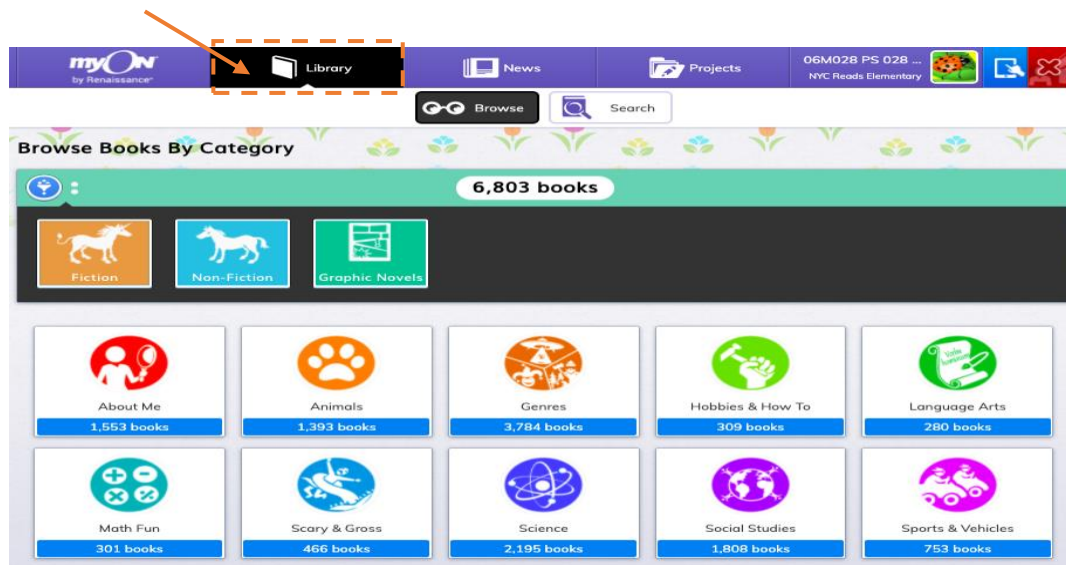 myON
by Renaissance®
Library
News
Projects
06M028 PS 028 ...
NYC Reads Elementary
Browse
Search
Browse Books By Category
:
6,803 books
Fiction
Non-Fiction
Graphic Novels
About Me
1,553 books
Animals
1,393 books
Genres
3,784 books
Hobbies & How To
309 books
Language Arts
280 books
Math Fun
301 books
Scary & Gross
466 books
Science
2,195 books
Social Studies
1,808 books
Sports & Vehicles
753 books